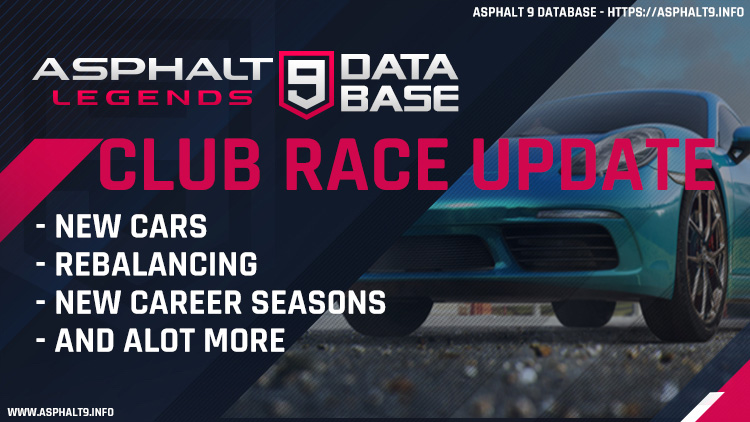 ASPHALT 9 DATABASE - HTTPS://ASPHALT9.INFO
ASPHALT 9 DATA
LEGENDS BASE
CLUB RACE UPDATE
- NEW CARS
- REBALANCING
- NEW CAREER SEASONS
- AND ALOT MORE
WWW.ASPHALT9.INFO